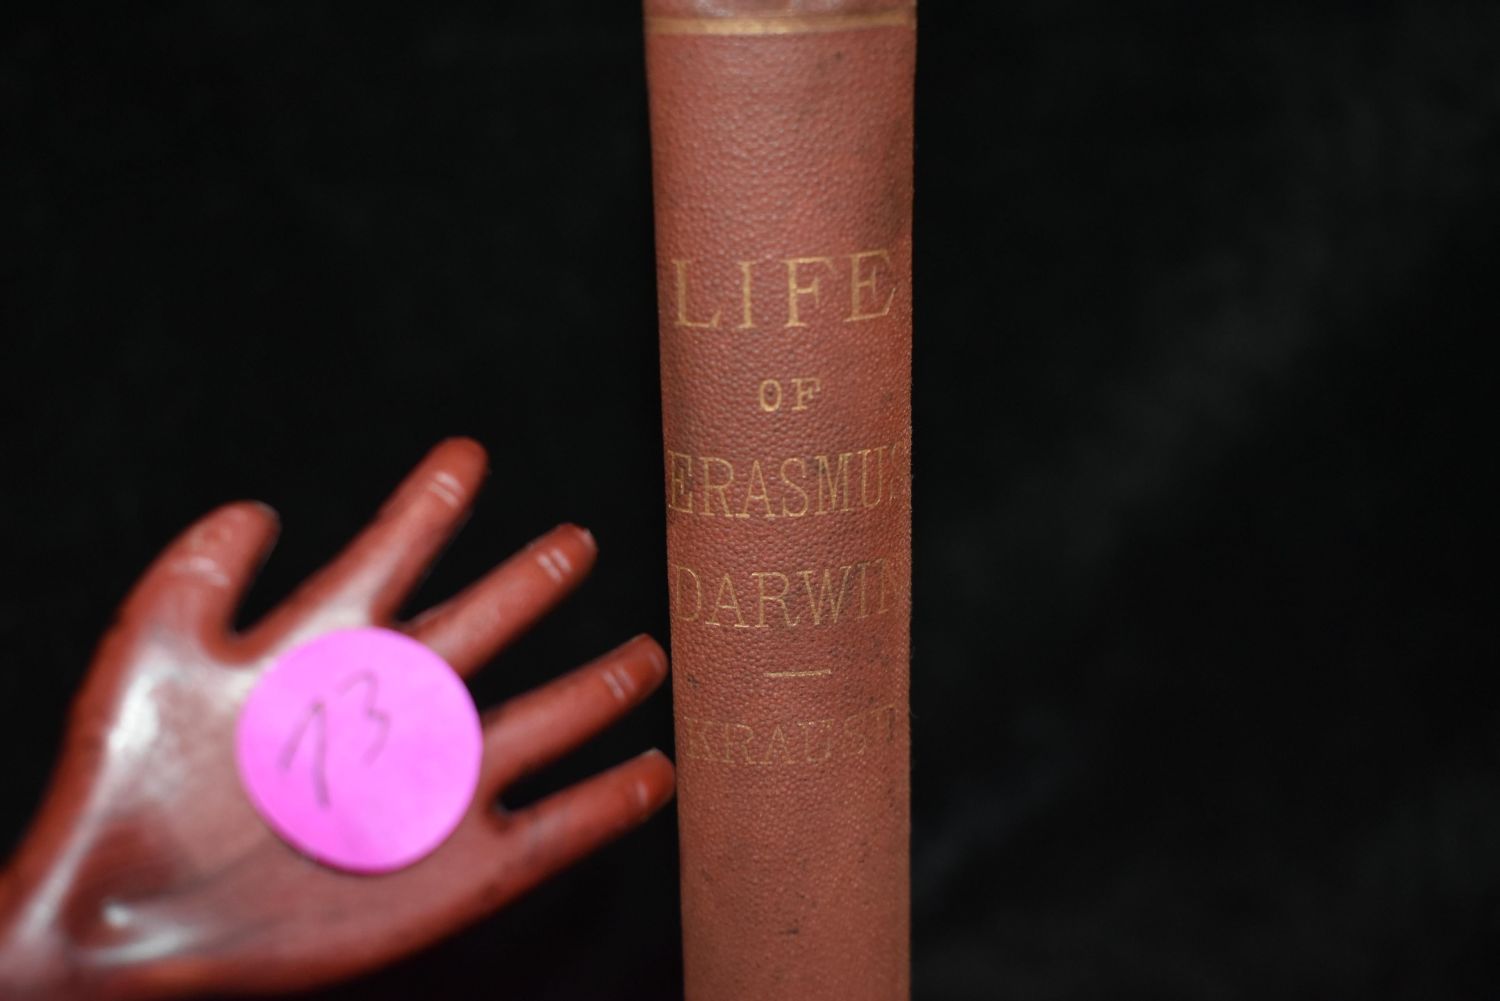 LIFE
OF
ERASMUS
DARWIN
KRAUSE
13